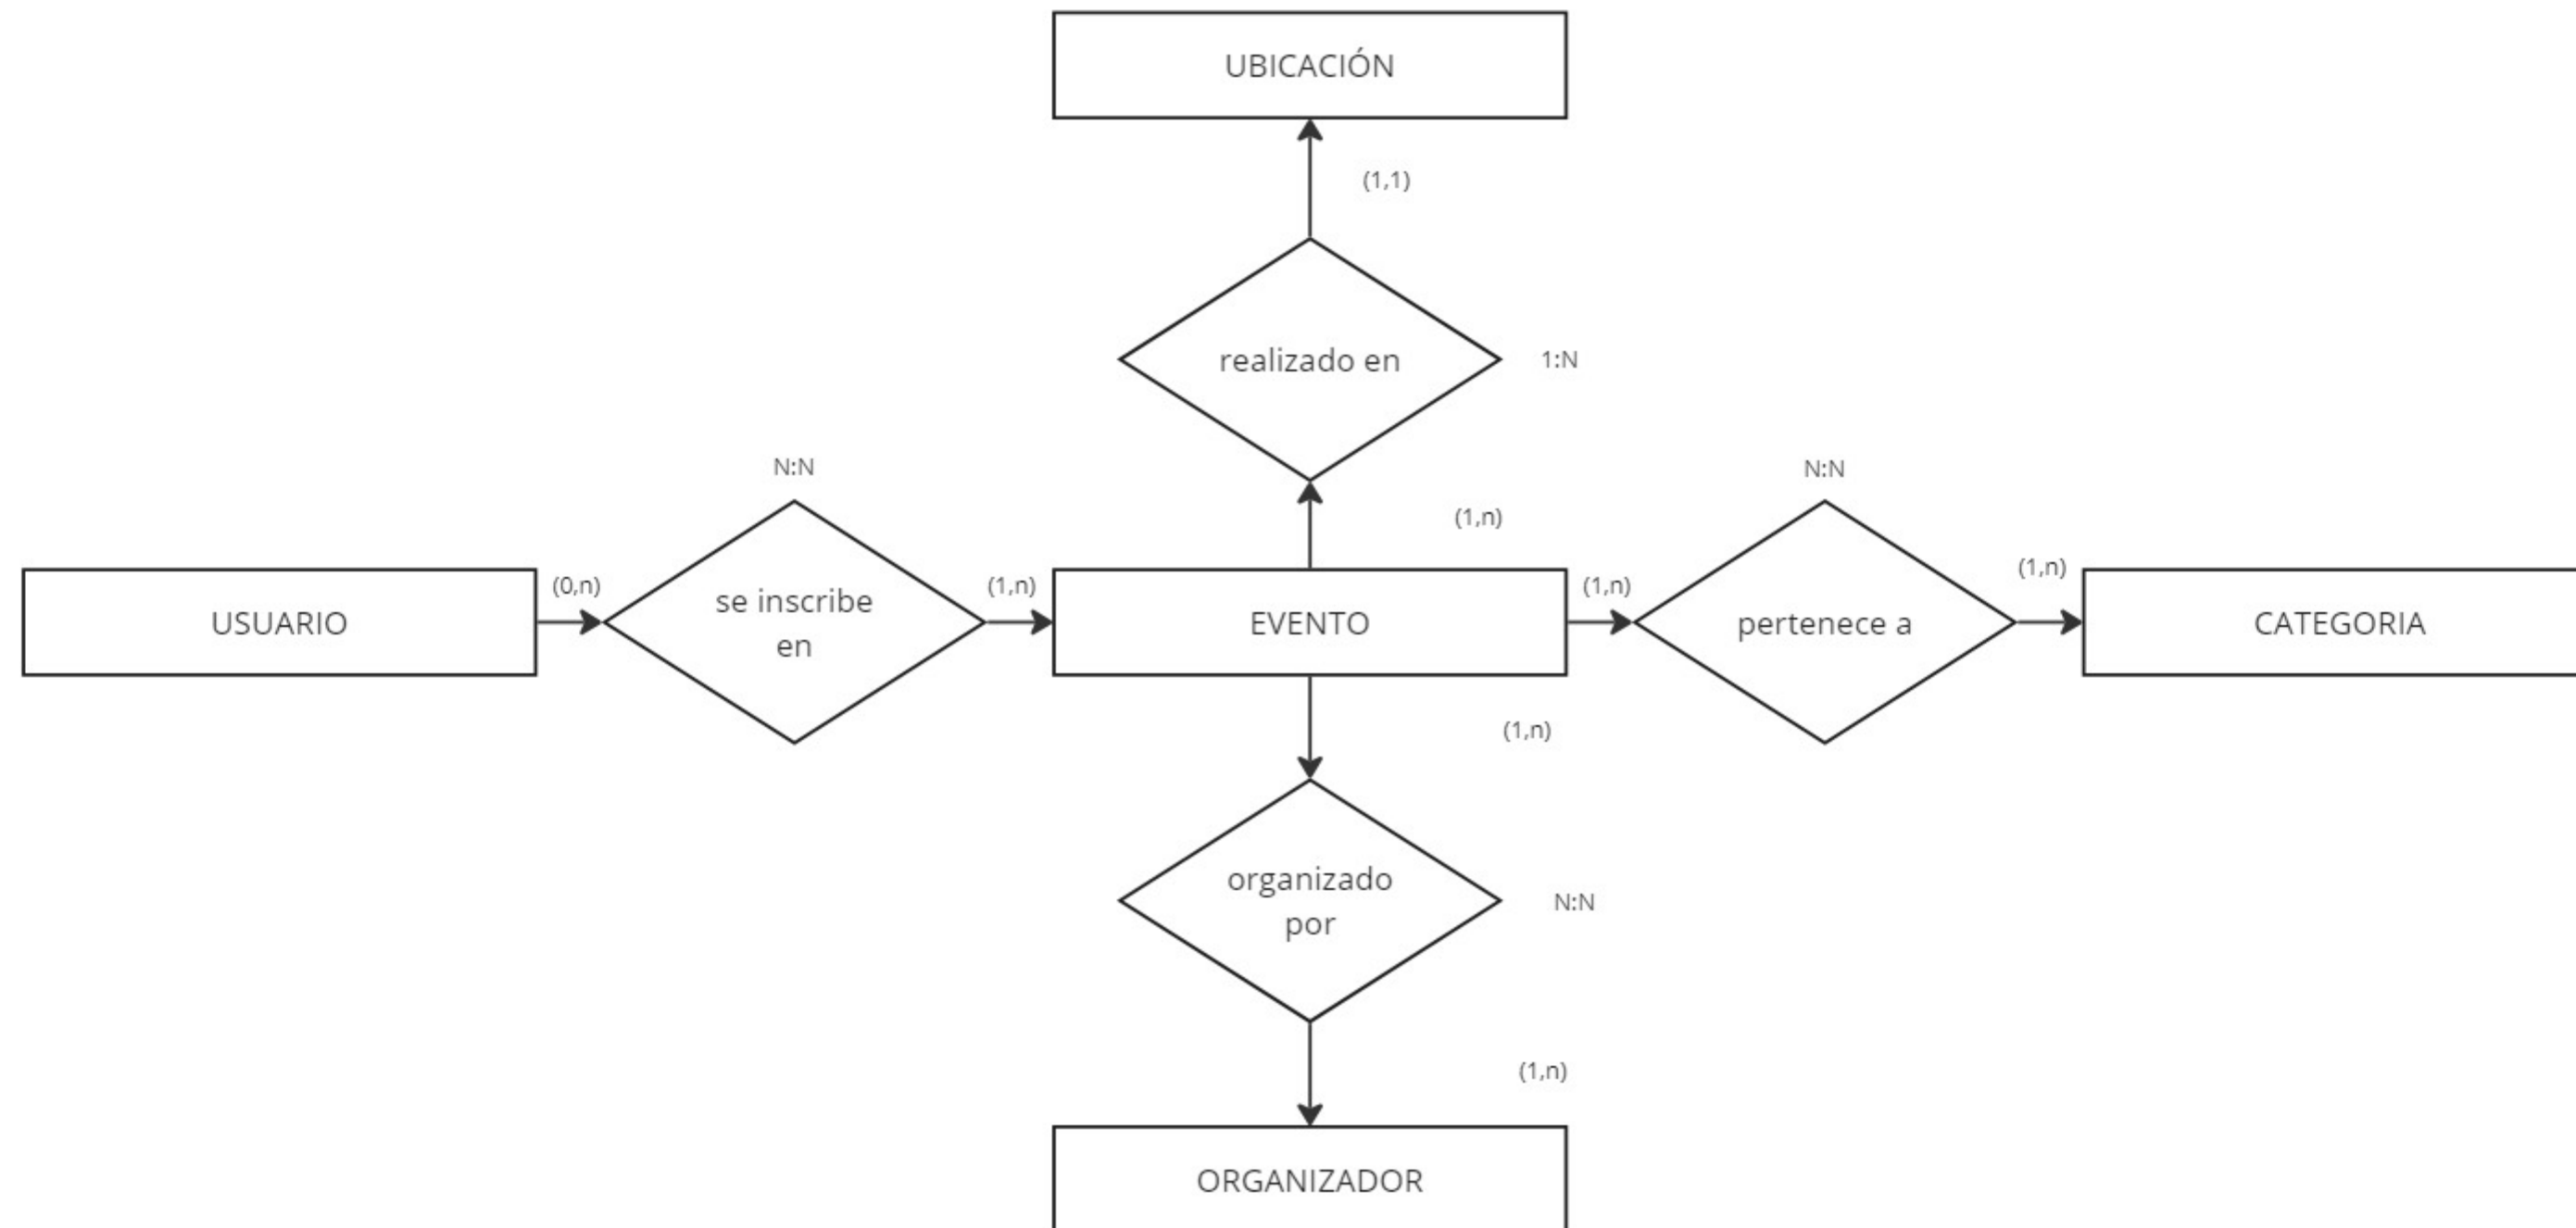 UBICACIÓN
(1,1)
realizado en
1:N
N:N
N:N
(1,n)
(0,n)
(1,n)
(1,n)
(1,n)
USUARIO
se inscribe
en
EVENTO
pertenece a
CATEGORIA
(1,n)
organizado
por
N:N
(1,n)
ORGANIZADOR